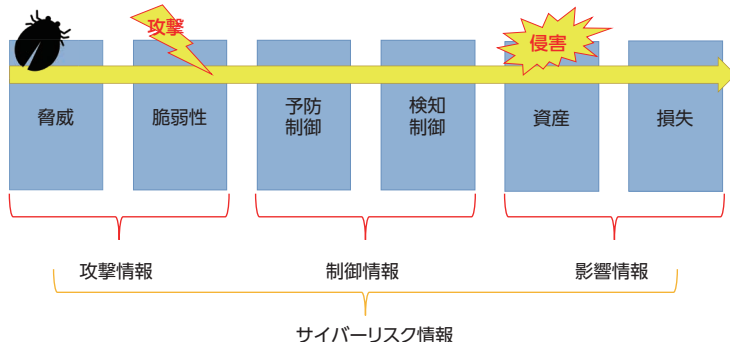 攻撃
侵害
脅威
脆弱性
予防
制御
検知
制御
資産
損失
攻撃情報
制御情報
影響情報
サイバーリスク情報